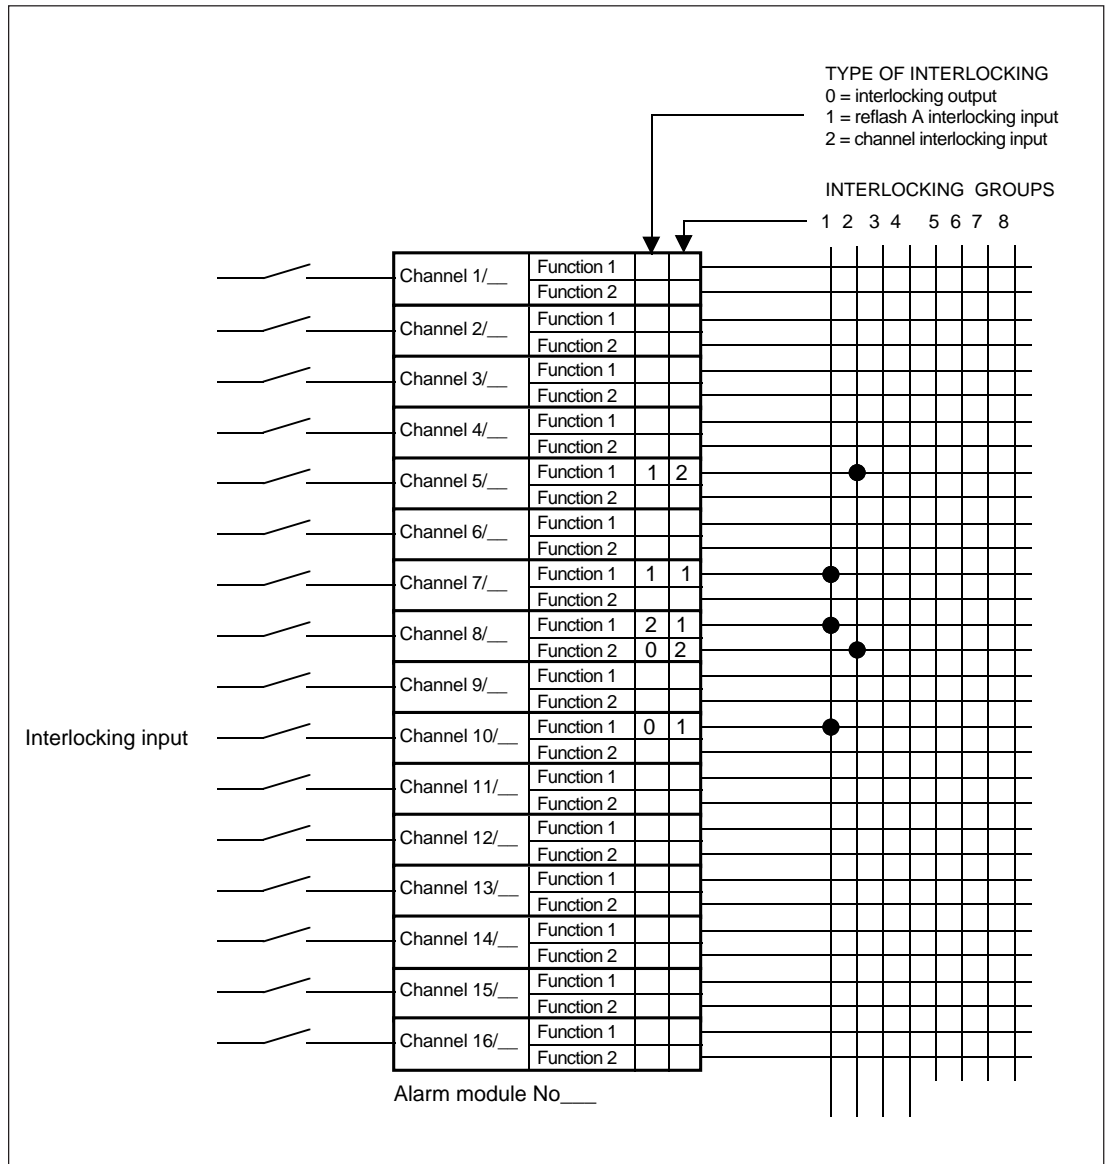 TYPE OF INTERLOCKING
0 = interlocking output
1 = reflash A interlocking input
2 = channel interlocking input
INTERLOCKING GROUPS
1 2 3 4 5 6 7 8
Channel 1/__ Function 1
Function 2
Channel 2/__ Function 1
Function 2
Channel 3/__ Function 1
Function 2
Channel 4/__ Function 1
Function 2
Channel 5/__ Function 1 1 2
Function 2
Channel 6/__ Function 1
Function 2
Channel 7/__ Function 1 1 1
Function 2
Channel 8/__ Function 1 2 1
Function 2 0 2
Channel 9/__ Function 1
Function 2
Interlocking input
Channel 10/__ Function 1 0 1
Function 2
Channel 11/__ Function 1
Function 2
Channel 12/__ Function 1
Function 2
Channel 13/__ Function 1
Function 2
Channel 14/__ Function 1
Function 2
Channel 15/__ Function 1
Function 2
Channel 16/__ Function 1
Function 2
Alarm module No___